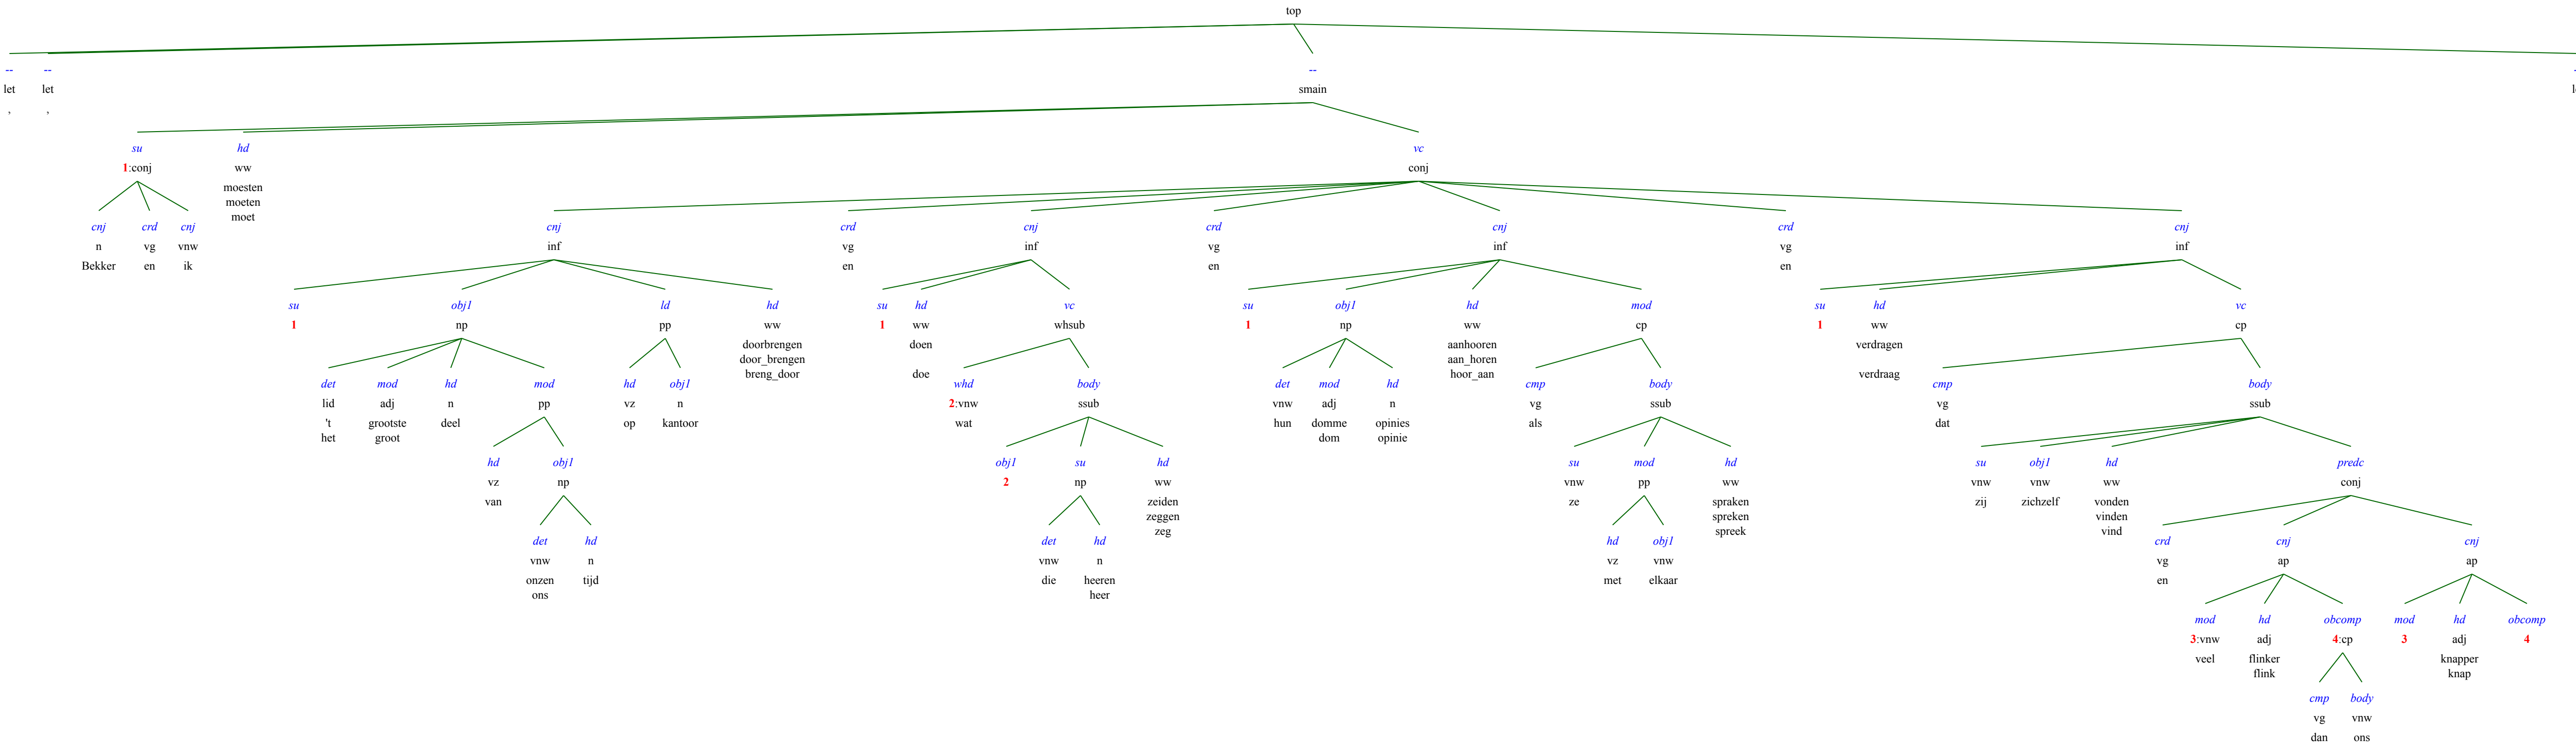 top
-- -- -- -
let let smain l
, ,
su hd vc
1:conj ww conj
moesten
moeten
moet
cnj crd cnj cnj crd cnj crd cnj crd cnj
n vg vnw inf vg inf vg inf vg inf
Bekker en ik en en en
su obj1 ld hd su hd vc su obj1 hd mod su hd vc
1 np pp ww 1 ww whsub 1 np ww cp 1 ww cp
doorbrengen doen aanhooren verdragen
door_brengen aan_horen
breng_door doe hoor_aan verdraag
det mod hd mod hd obj1 whd body det mod hd cmp body cmp body
lid adj n pp vz n 2:vnw ssub vnw adj n vg ssub vg ssub
't grootste deel op kantoor wat hun domme opinies als dat
het groot dom opinie
hd obj1 obj1 su hd su mod hd su obj1 hd predc
vz np 2 np ww vnw pp ww vnw vnw ww conj
van zeiden ze spraken zij zichzelf vonden
zeggen spreken vinden
zeg spreek vind
det hd det hd hd obj1 crd cnj cnj
vnw n vnw n vz vnw vg ap ap
onzen tijd die heeren met elkaar en
ons heer
mod hd obcomp mod hd obcomp
3:vnw adj 4:cp 3 adj 4
veel flinker knapper
flink knap
cmp body
vg vnw
dan ons